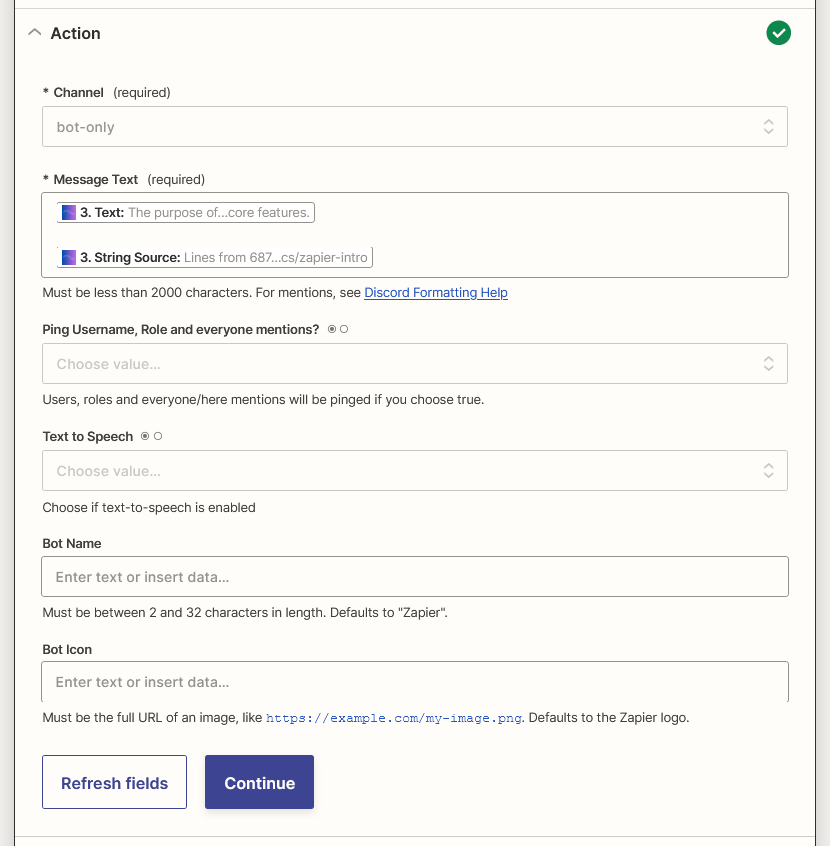 Action
* Channel (required)
bot-only
* Message Text (required)
3. Text: The purpose of...core features.
3. String Source: Lines from 687...cs/zapier-intro
Must be less than 2000 characters. For mentions, see Discord Formatting Help
Ping Username, Role and everyone mentions?
Choose value...
Users, roles and everyone/here mentions will be pinged if you choose true.
Text to Speech
Choose value...
Choose if text-to-speech is enabled
Bot Name
Enter text or insert data...
Must be between 2 and 32 characters in length. Defaults to "Zapier".
Bot Icon
Enter text or insert data...
Must be the full URL of an image, like https://example.com/my-image.png. Defaults to the Zapier logo.
Refresh fields
Continue